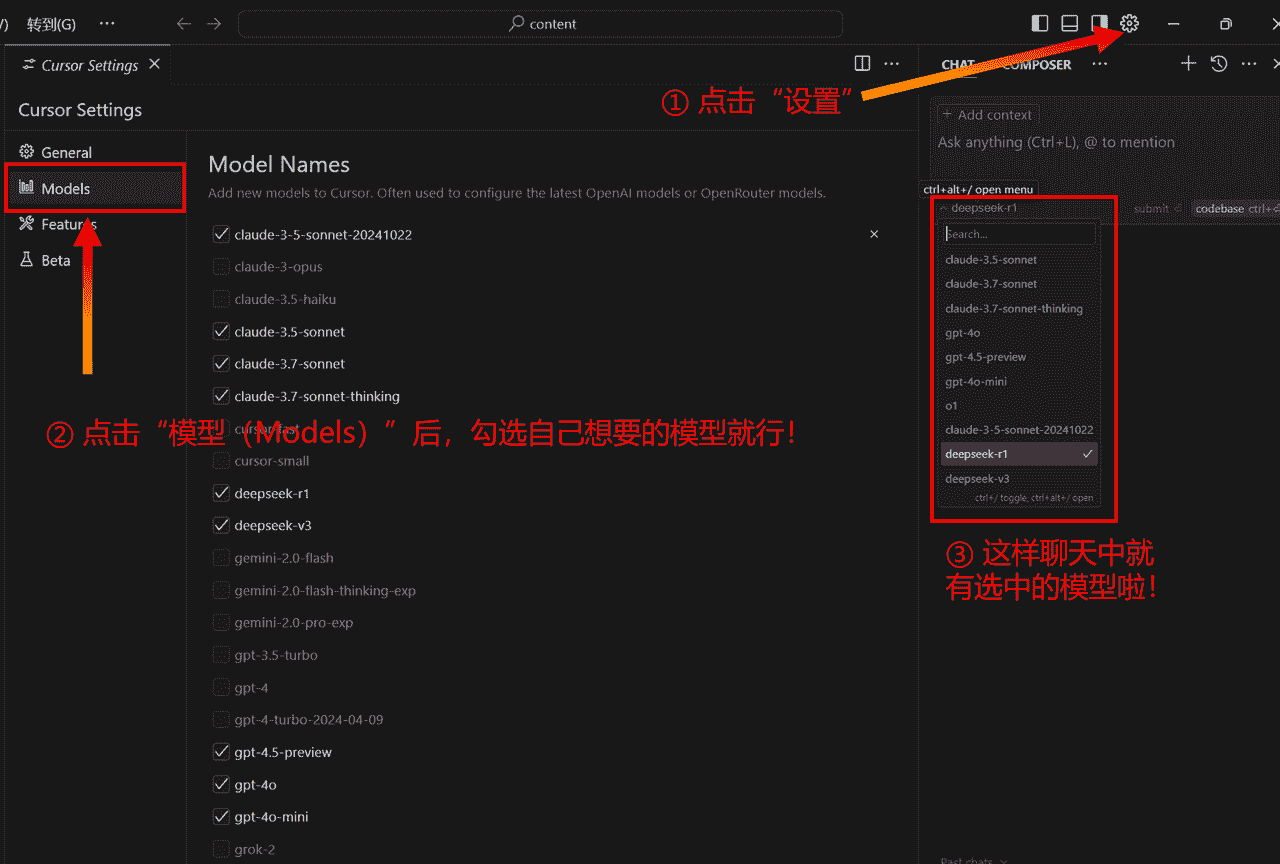 转到(G) ···
content
Cursor Settings
CHAT COMPOSER ···
① 点击“设置”
Cursor Settings
+ Add context
Ask anything (Ctrl+L), @ to mention
General
Models
Features
Beta
Model Names
Add new models to Cursor. Often used to configure the latest OpenAI models or OpenRouter models.
claude-3-5-sonnet-20241022
claude-3-opus
claude-3.5-haiku
claude-3.5-sonnet
claude-3.7-sonnet
claude-3.7-sonnet-thinking
cursor-fast
② 点击“模型（Models）”后，勾选自己想要的模型就行！
cursor-small
deepseek-r1
deepseek-v3
gemini-2.0-flash
gemini-2.0-flash-thinking-exp
gemini-2.0-pro-exp
gpt-3.5-turbo
gpt-4
gpt-4-turbo-2024-04-09
gpt-4.5-preview
gpt-4o
gpt-4o-mini
grok-2
ctrl+alt+/ open menu
deepseek-r1
submit
codebase ctrl+
Search...
claude-3.5-sonnet
claude-3.7-sonnet
claude-3.7-sonnet-thinking
gpt-4o
gpt-4.5-preview
gpt-4o-mini
o1
claude-3-5-sonnet-20241022
deepseek-r1
deepseek-v3
ctrl+/ toggle, ctrl+alt+/ open
③ 这样聊天中就
有选中的模型啦！
Past chats